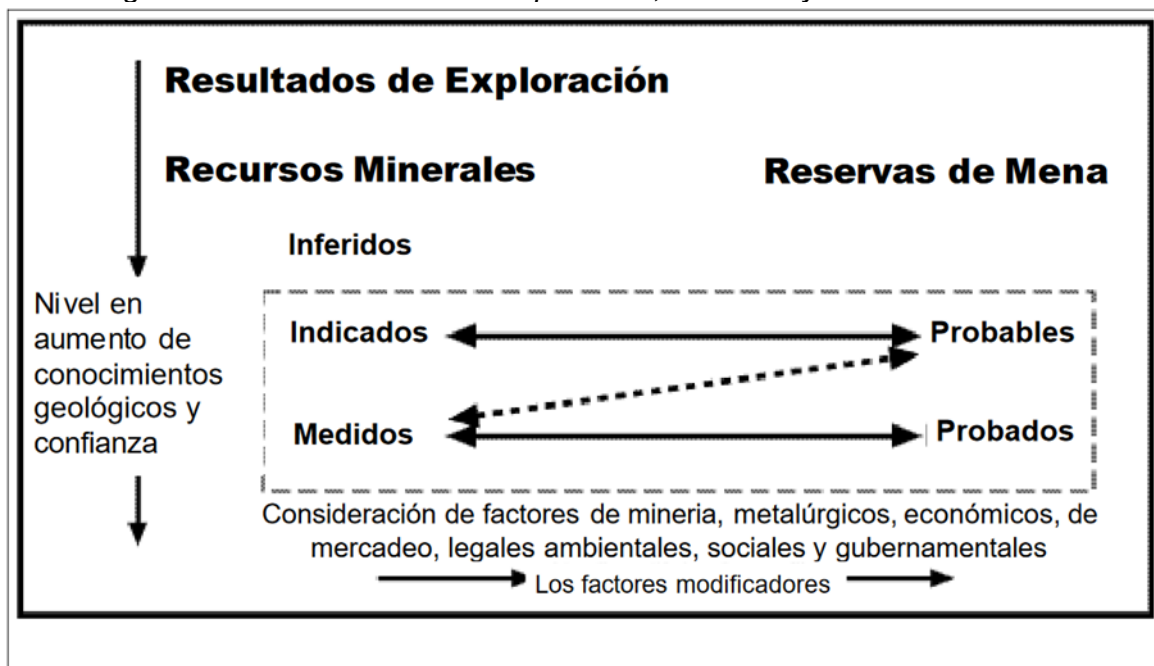 Resultados de Exploración
Recursos Minerales
Reservas de Mena
Inferidos
Nivel en
aumento de
conocimientos
geológicos y
confianza
Indicados
Probables
Medidos
Probados
Consideración de factores de mineria, metalúrgicos, económicos, de
mercadeo, legales ambientales, sociales y gubernamentales
Los factores modificadores